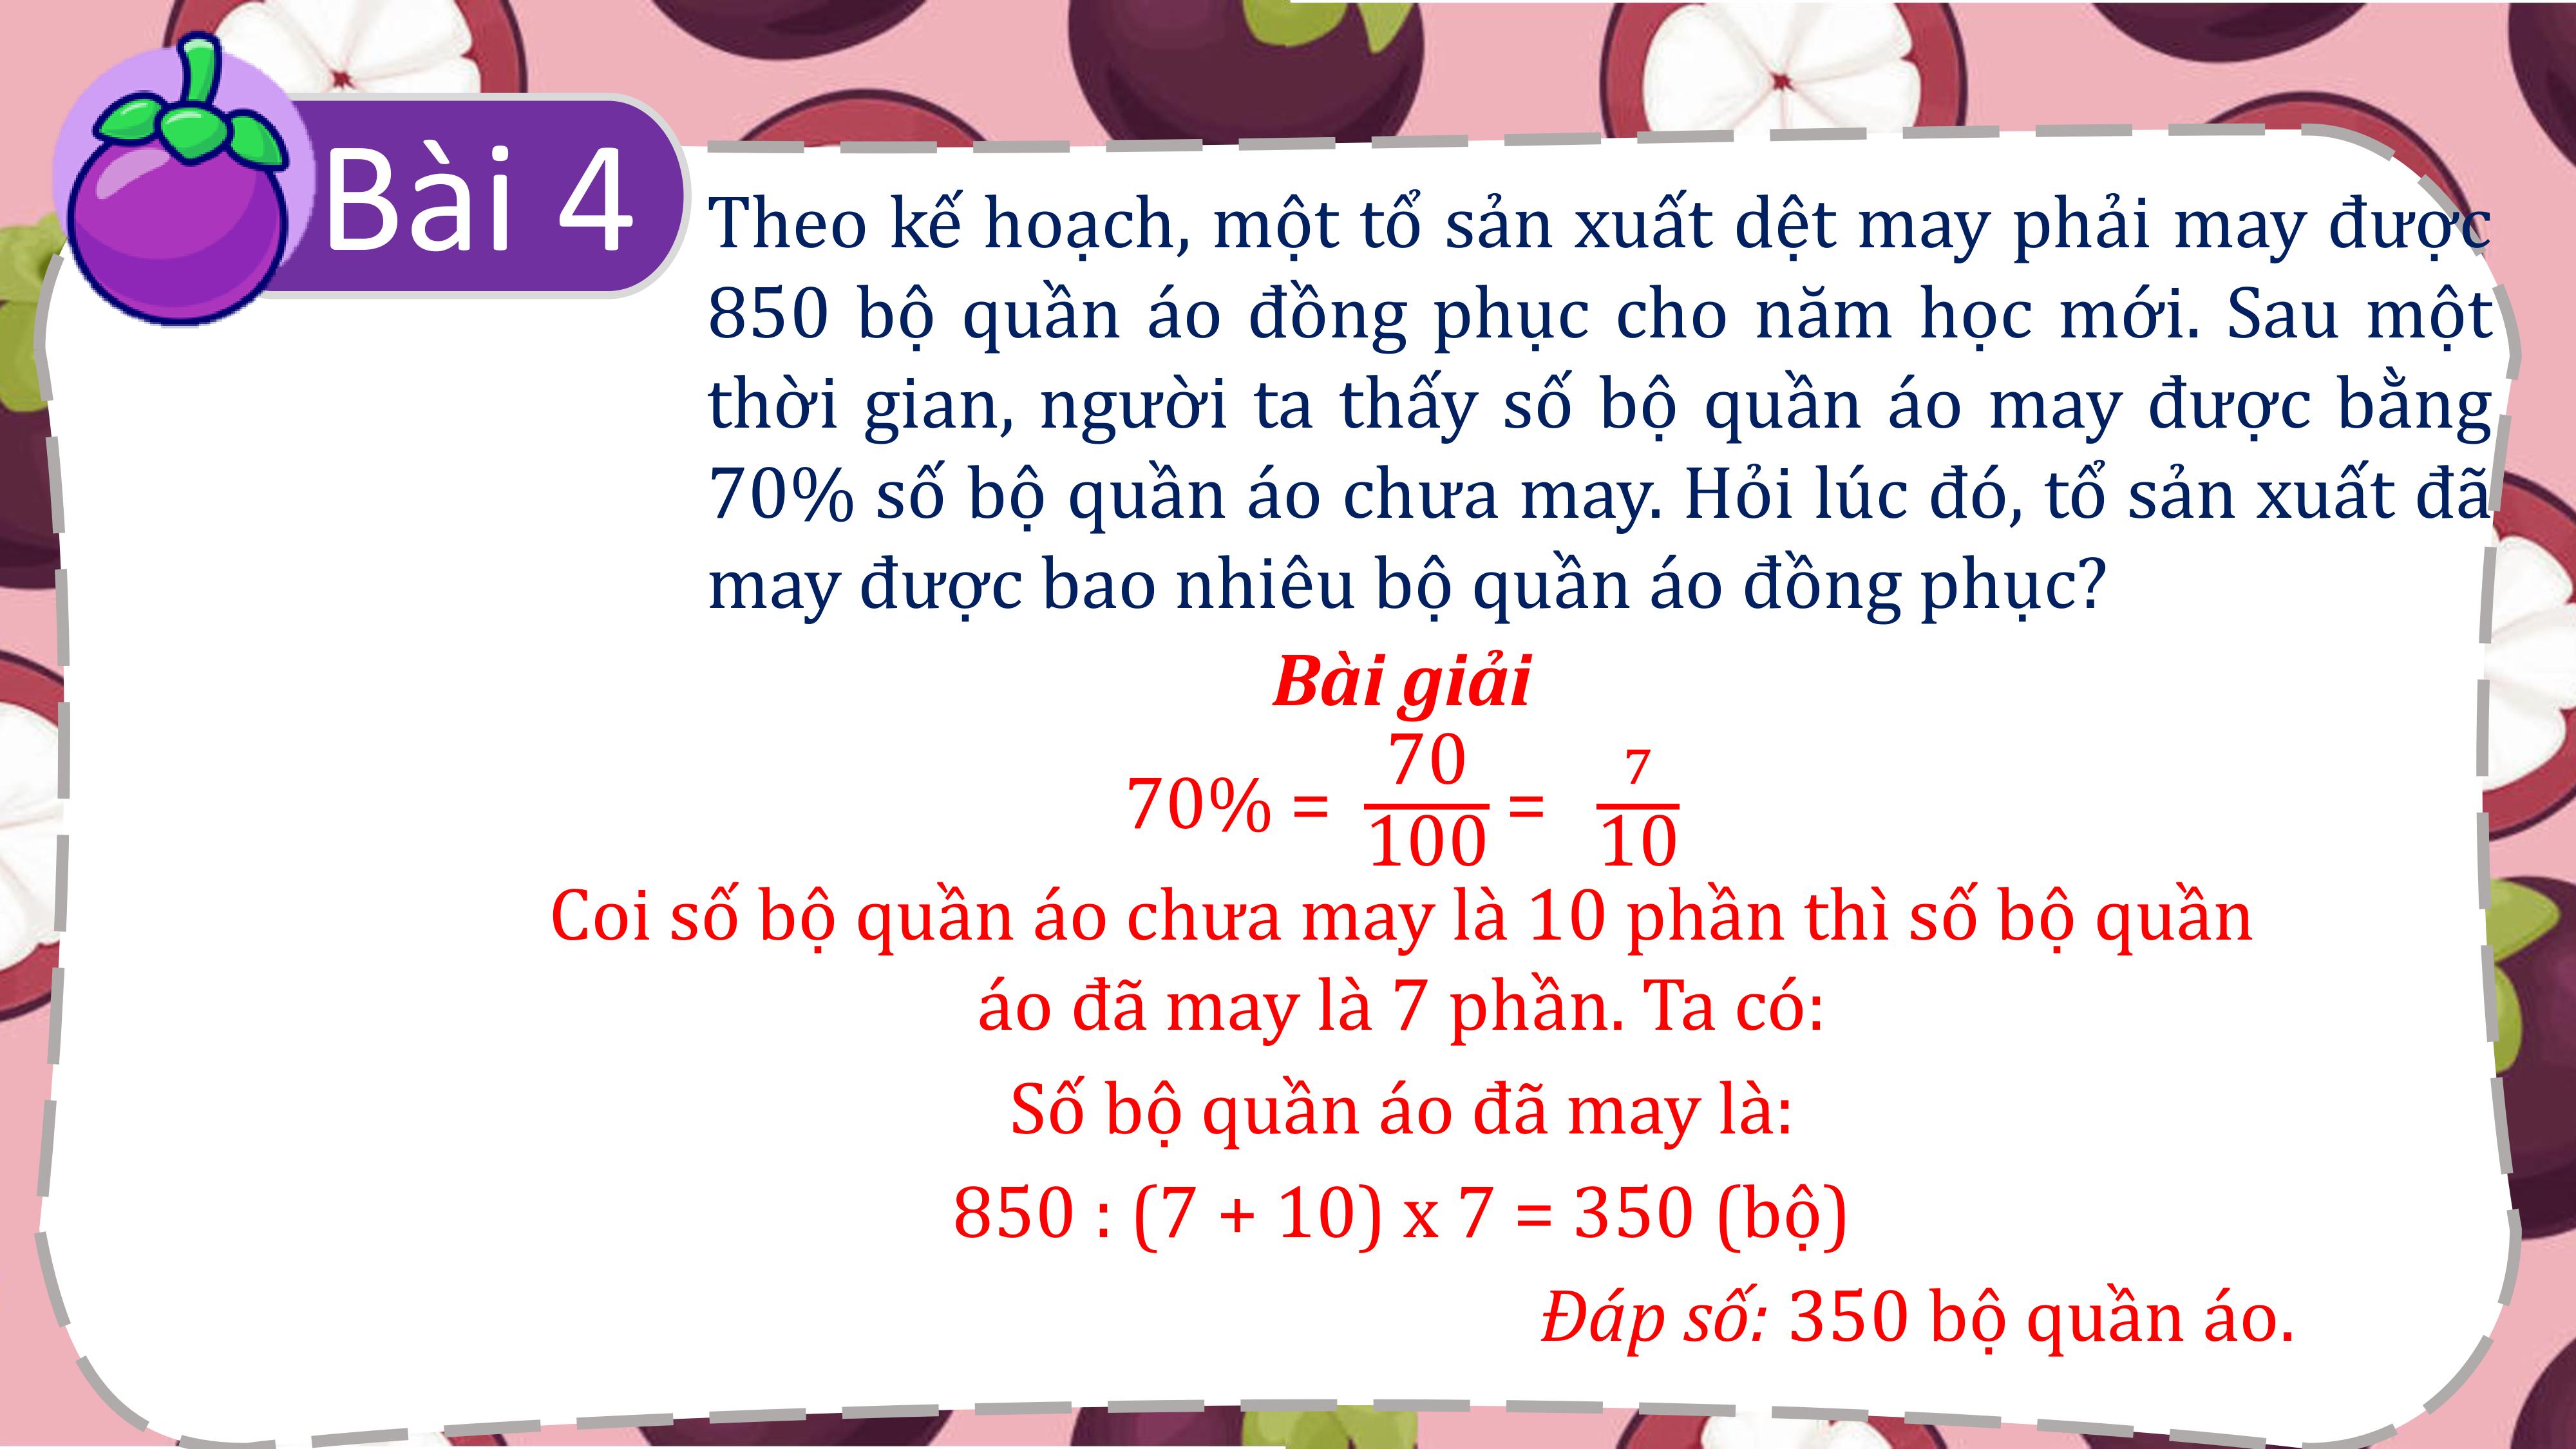 Bài 4
Theo kế hoạch, một tổ sản xuất dệt may phải may được
850 bộ quần áo đồng phục cho năm học mới. Sau một
thời gian, người ta thấy số bộ quần áo may được bằng
70% số bộ quần áo chưa may. Hỏi lúc đó, tổ sản xuất đã
may được bao nhiêu bộ quần áo đồng phục?
Bài giải
70% = 70/100 = 7/10
Coi số bộ quần áo chưa may là 10 phần thì số bộ quần
áo đã may là 7 phần. Ta có:
Số bộ quần áo đã may là:
850 : (7 + 10) x 7 = 350 (bộ)
Đáp số: 350 bộ quần áo.